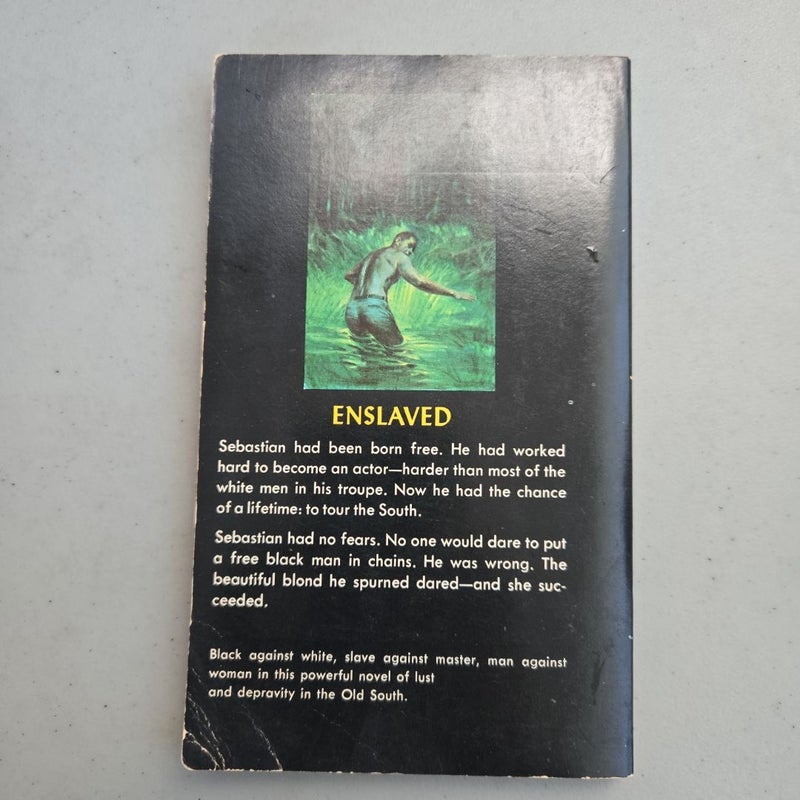 ENSLAVED
Sebastian had been born free. He had worked
hard to become an actor—harder than most of the
white men in his troupe. Now he had the chance
of a lifetime: to tour the South.
Sebastian had no fears. No one would dare to put
a free black man in chains. He was wrong. The
beautiful blond he spurned dared—and she suc-
ceeded.
Black against white, slave against master, man against
woman in this powerful novel of lust
and depravity in the Old South.